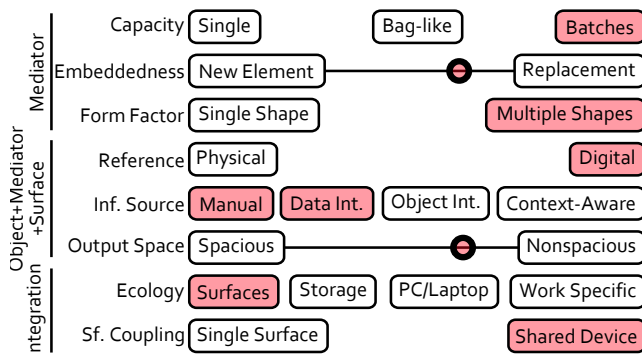 Mediator
Capacity Single Bag-like Batches
Embeddedness New Element Replacement
Form Factor Single Shape Multiple Shapes
Object+Mediator
+Surface
Reference Physical Digital
Inf. Source Manual Data Int. Object Int. Context-Aware
Output Space Spacious Nonspacious
ntegration
Ecology Surfaces Storage PC/Laptop Work Specific
Sf. Coupling Single Surface Shared Device